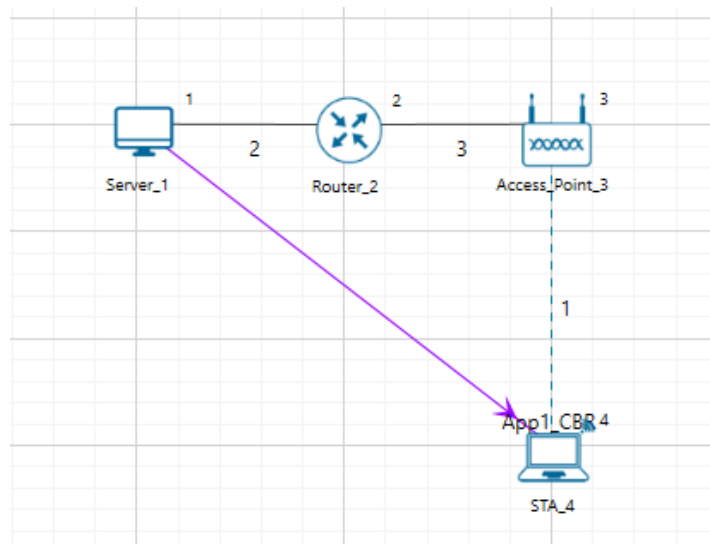 1
2
3
2
3
Server_1
Router_2
Access_Point_3
1
App1_CBR 4
STA_4